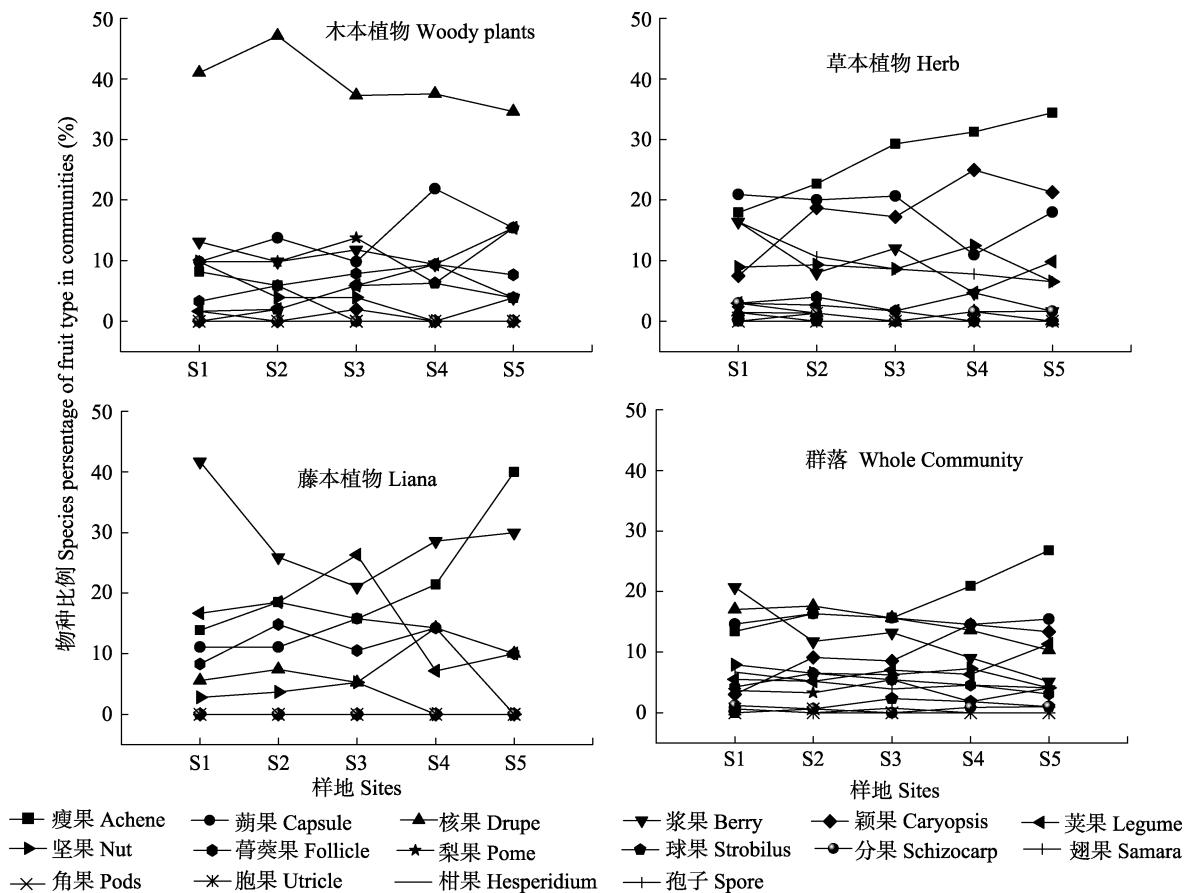 物种比例 Species persentage of fruit type in communities (%)
木本植物 Woody plants
50
40
30
20
10
0
S1 S2 S3 S4 S5
草本植物 Herb
50
40
30
20
10
0
S1 S2 S3 S4 S5
藤本植物 Liana
50
40
30
20
10
0
S1 S2 S3 S4 S5
样地 Sites
群落 Whole Community
50
40
30
20
10
0
S1 S2 S3 S4 S5
样地 Sites
瘦果 Achene 蒴果 Capsule 核果 Drupe 浆果 Berry 颖果 Caryopsis 荚果 Legume
坚果 Nut 蓇葖果 Follicle 梨果 Pome 球果 Strobilus 分果 Schizocarp 翅果 Samara
角果 Pods 胞果 Utricle 柑果 Hesperidium 孢子 Spore